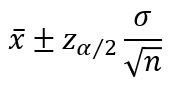 x̄ ± z_{α/2} σ/√n